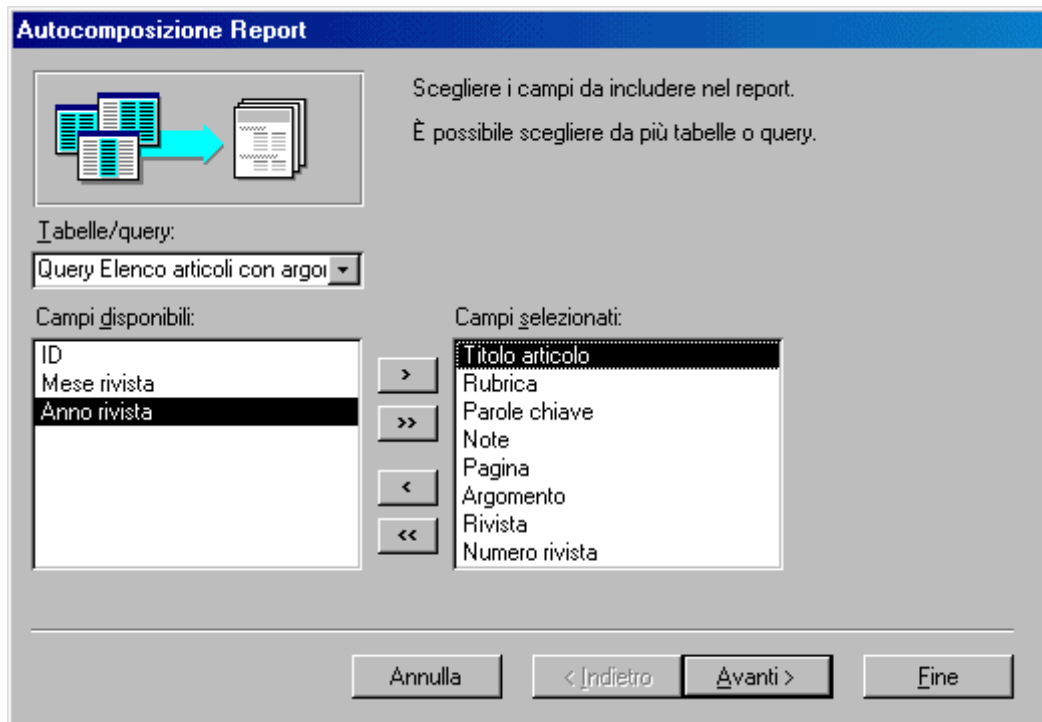 Autocomposizione Report
Scegliere i campi da includere nel report.
È possibile scegliere da più tabelle o query.
Tabelle/query:
Query Elenco articoli con argo
Campi disponibili:
Campi selezionati:
ID
Mese rivista
Anno rivista
>
>>
<
<<
Titolo articolo
Rubrica
Parole chiave
Note
Pagina
Argomento
Rivista
Numero rivista
Annulla
< Indietro
Avanti >
Fine